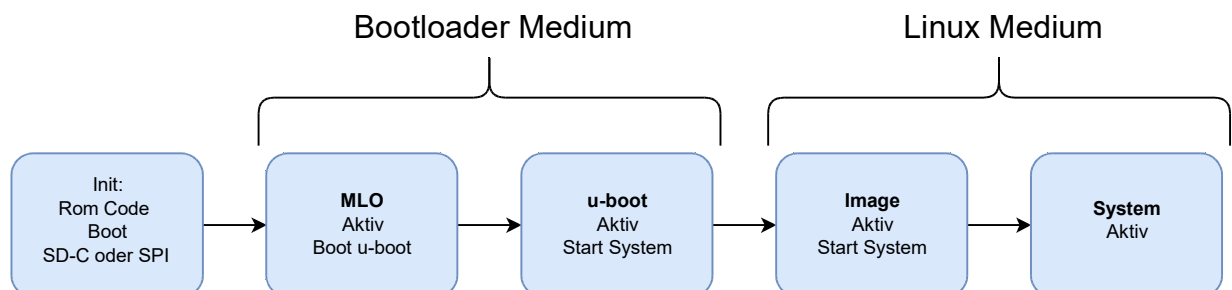 Bootloader Medium
Linux Medium
Init:
Rom Code
Boot
SD-C oder SPI
MLO
Aktiv
Boot u-boot
u-boot
Aktiv
Start System
Image
Aktiv
Start System
System
Aktiv